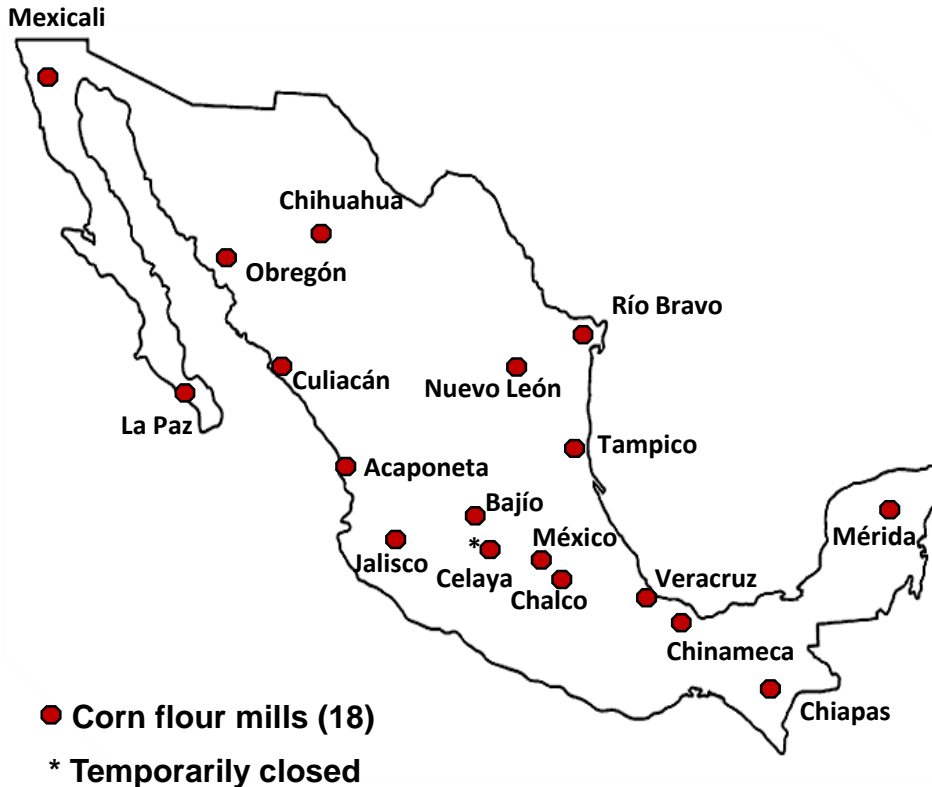 Mexicali
Chihuahua
Obregón
Río Bravo
Culiacán
Nuevo León
La Paz
Tampico
Acaponeta
Bajío
México
Mérida
Jalisco
* Celaya
Veracruz
Chalco
Chinameca
Chiapas
Corn flour mills (18)
* Temporarily closed